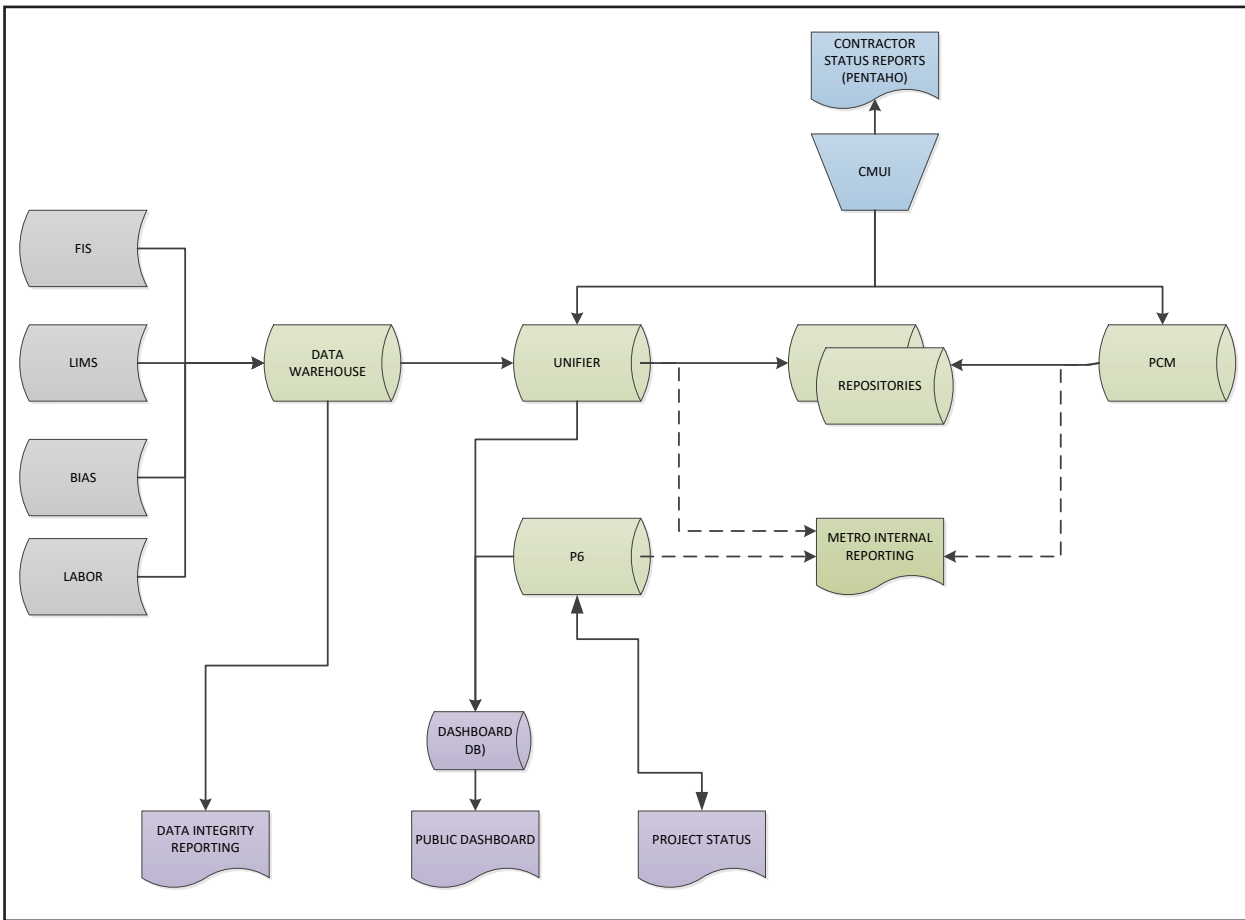 CONTRACTOR
STATUS REPORTS
(PENTAHO)
CMUI
FIS
LIMS
DATA
WAREHOUSE
UNIFIER
REPOSITORIES
PCM
BIAS
LABOR
P6
METRO INTERNAL
REPORTING
DASHBOARD
DB)
DATA INTEGRITY
REPORTING
PUBLIC DASHBOARD
PROJECT STATUS